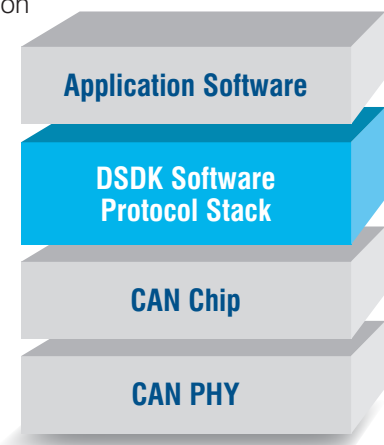 on
Application Software
DSDK Software
Protocol Stack
CAN Chip
CAN PHY